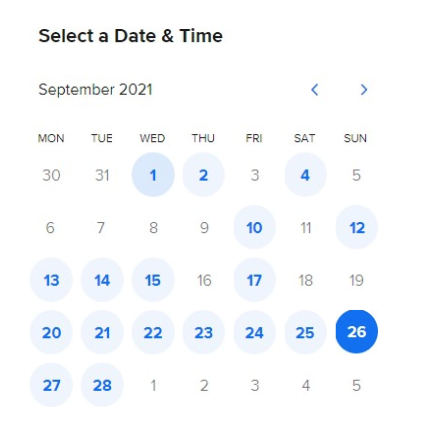 Select a Date & Time
September 2021
MON TUE WED THU FRI SAT SUN
30 31 1 2 3 4 5
6 7 8 9 10 11 12
13 14 15 16 17 18 19
20 21 22 23 24 25 26
27 28 1 2 3 4 5